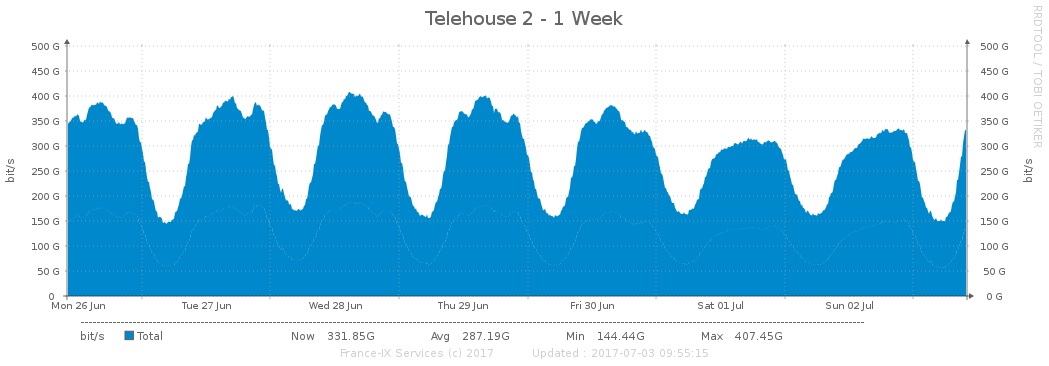 Telehouse 2 - 1 Week
RRDTOOL / TOBI OETIKER
500 G 500 G
450 G 450 G
400 G 400 G
350 G 350 G
300 G 300 G
250 G 250 G
200 G 200 G
150 G 150 G
100 G 100 G
50 G 50 G
0 0 G
bit/s
bit/s
Mon 26 Jun Tue 27 Jun Wed 28 Jun Thu 29 Jun Fri 30 Jun Sat 01 Jul Sun 02 Jul
bit/s Total Now 331.85G Avg 287.19G Min 144.44G Max 407.45G
France-IX Services (c) 2017 Updated : 2017-07-03 09:55:15